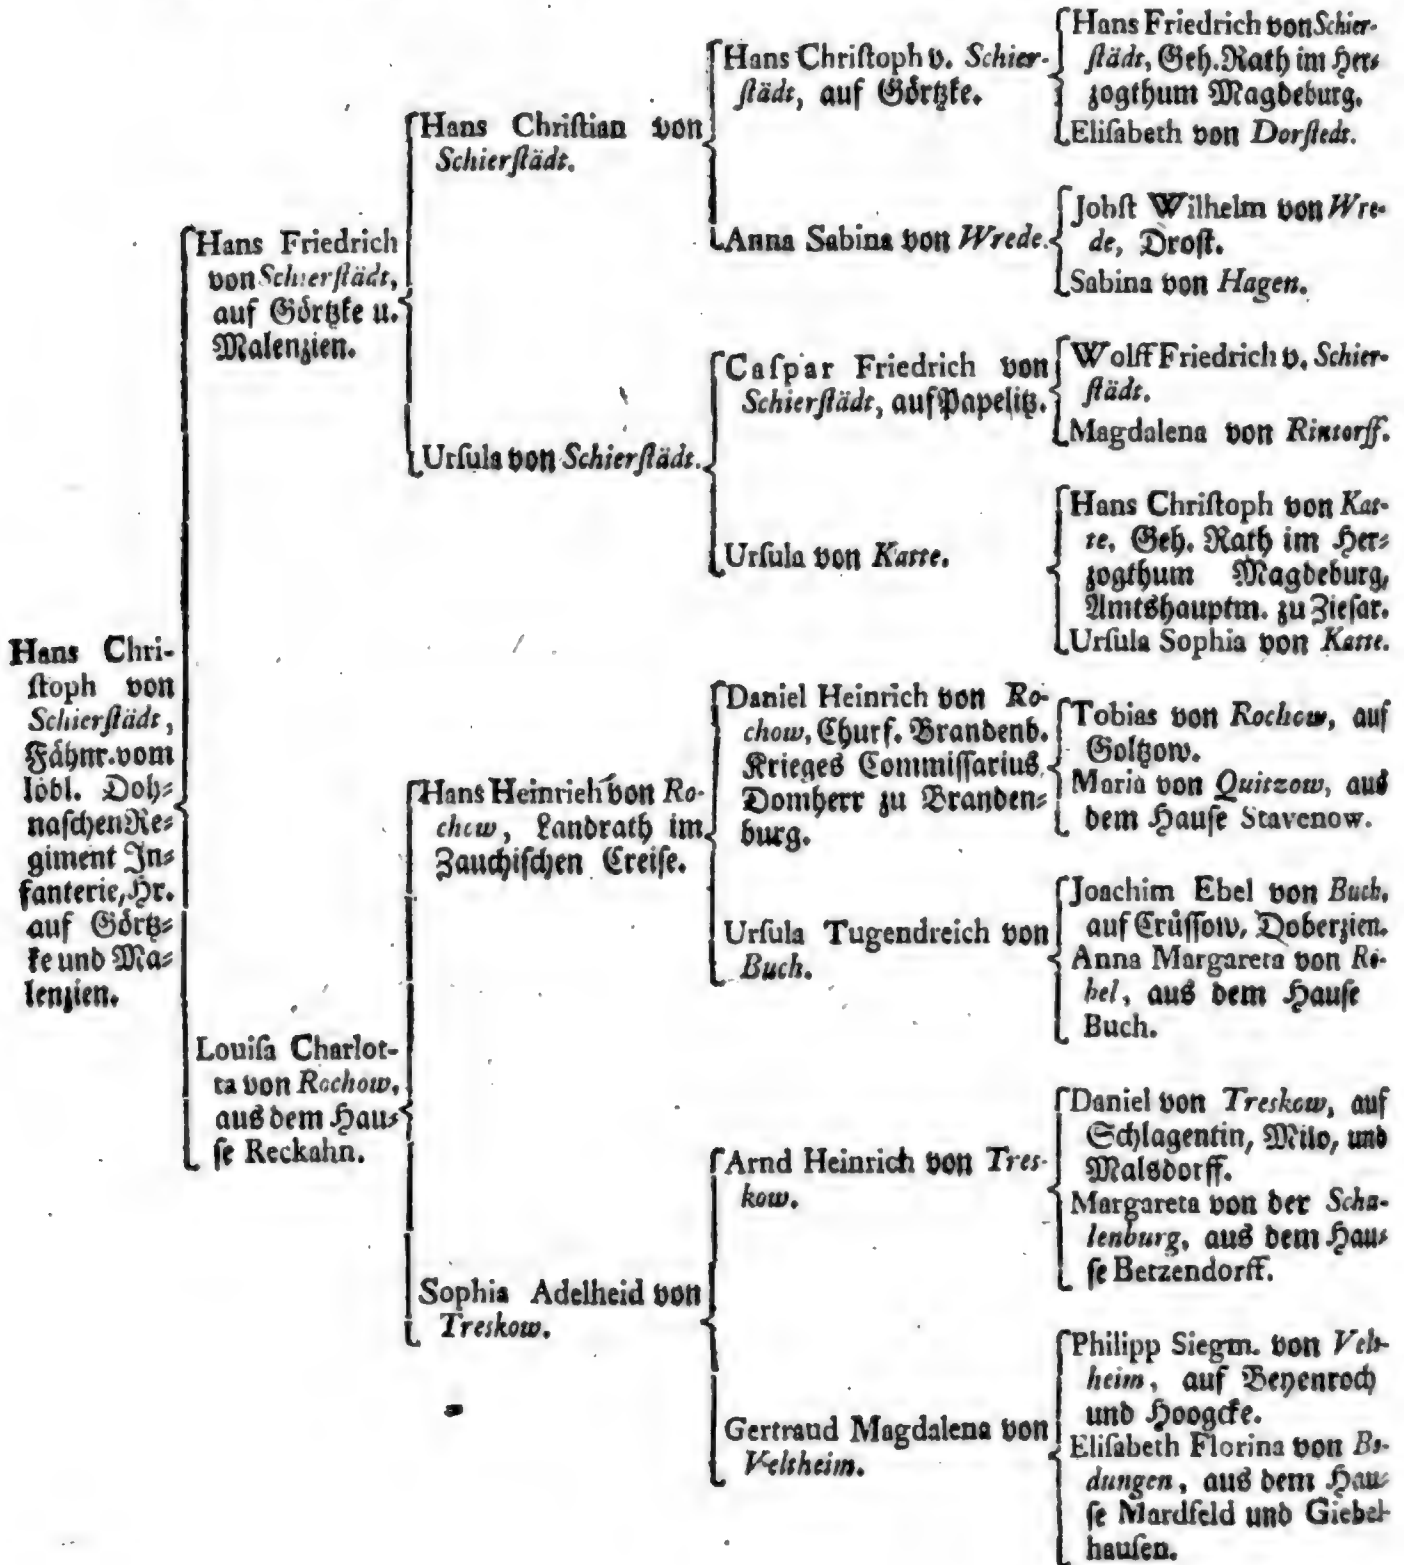 Hans Chri-
ſtoph von
Schierſtädt,
Fähnr. vom
löbl. Doh-
naſchen Re-
giment In-
fanterie, Hr.
auf Görtz-
ke und Ma-
lenzien.
Hans Friedrich
von Schierſtädt,
auf Görtzke u.
Malenzien.
Louiſa Charlot-
ta von Rochow,
aus dem Hau-
ſe Reckahn.
Hans Chriſtian von
Schierſtädt.
Urſula von Schierſtädt.
Hans Heinrich von Ro-
chow, Landrath im
Zauchiſchen Creiſe.
Sophia Adelheid von
Treskow.
Hans Chriſtoph v. Schier-
ſtädt, auf Görtzke.
Anna Sabina von Wrede.
Caſpar Friedrich von
Schierſtädt, auf Papelitz.
Urſula von Katte.
Daniel Heinrich von Ro-
chow, Churf. Brandenb.
Krieges Commiſſarius,
Domherr zu Branden-
burg.
Urſula Tugendreich von
Buch.
Arnd Heinrich von Tres-
kow.
Gertraud Magdalena von
Veltheim.
Hans Friedrich von Schier-
ſtädt, Geh. Rath im Her-
zogthum Magdeburg.
Eliſabeth von Dorſtedt.
Jobſt Wilhelm von Wre-
de, Droſt.
Sabina von Hagen.
Wolff Friedrich v. Schier-
ſtädt.
Magdalena von Rintorff.
Hans Chriſtoph von Kat-
te, Geh. Rath im Her-
zogthum Magdeburg,
Amtshauptm. zu Zieſar.
Urſula Sophia von Katte.
Tobias von Rochow, auf
Goltzow.
Maria von Quitzow, aus
dem Hauſe Stavenow.
Joachim Ebel von Buch,
auf Crüſſow, Doberzien.
Anna Margareta von Rö-
bel, aus dem Hauſe
Buch.
Daniel von Treskow, auf
Schlagentin, Milo, und
Malsdorff.
Margareta von der Schu-
lenburg, aus dem Hau-
ſe Betzendorff.
Philipp Siegm. von Velt-
heim, auf Beyenroch
und Hoogcke.
Eliſabeth Florina von Bo-
dungen, aus dem Hau-
ſe Mardfeld und Giebel-
hauſen.